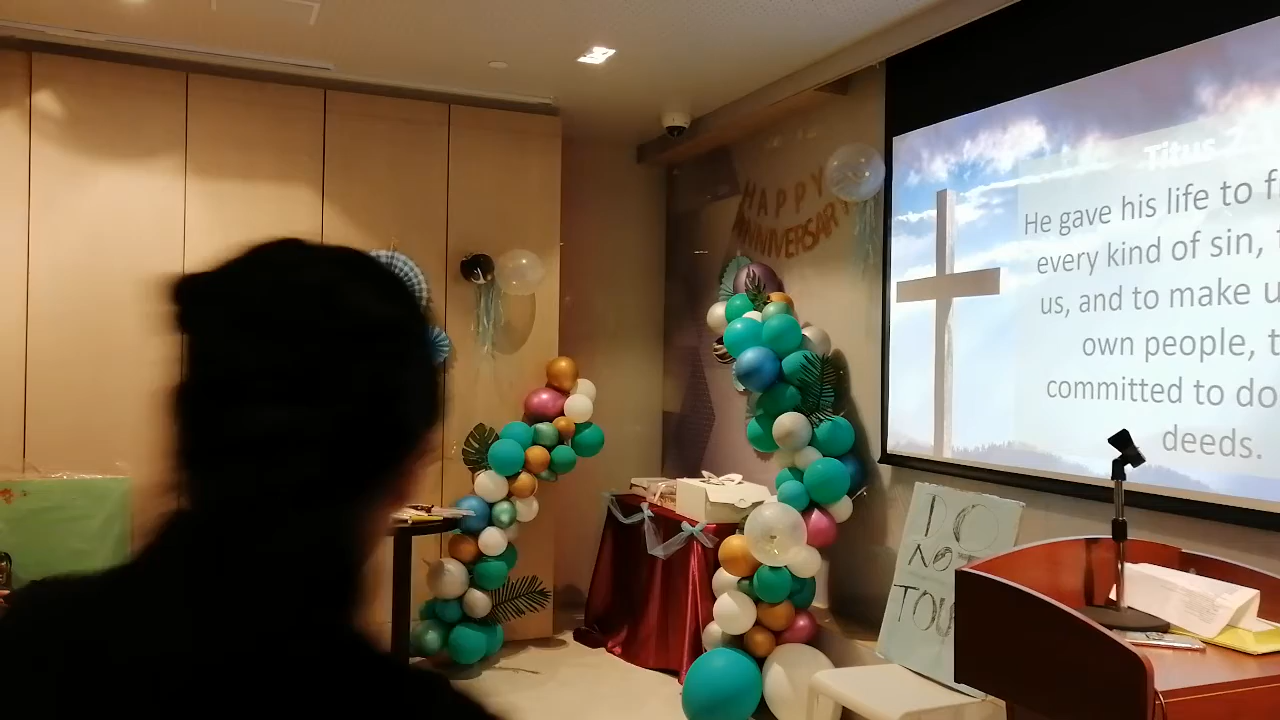 HAPPY
ANNIVERSARY
Titus
He gave his life to
every kind of sin,
us, and to make
own people,
committed to do
deeds.
DO
NOT